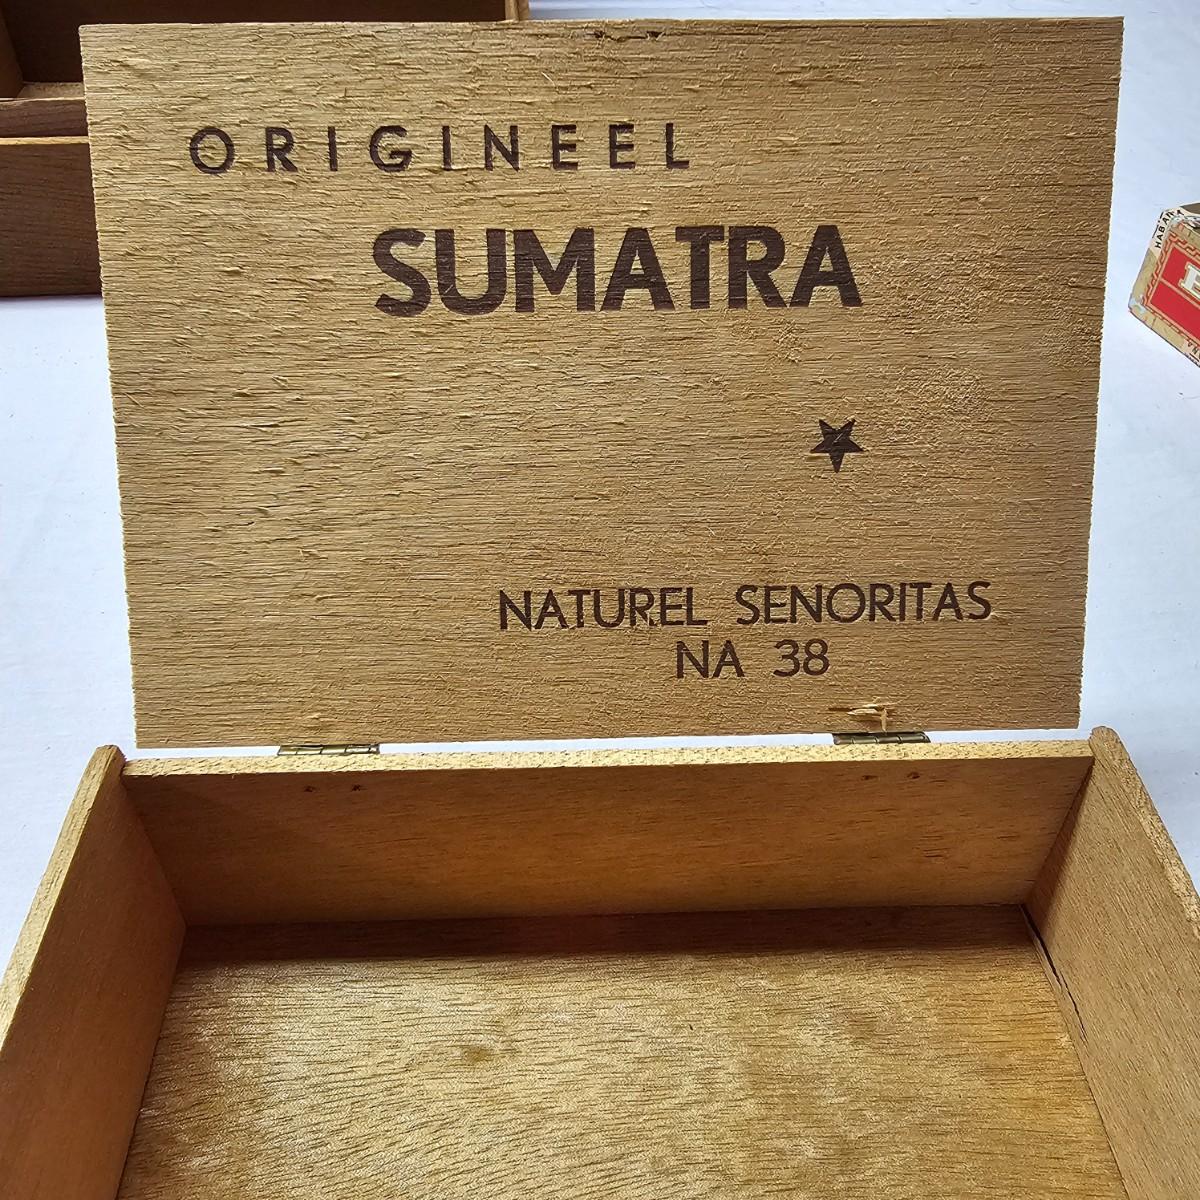 ORIGINEEL
SUMATRA
NATUREL SENORITAS
NA 38